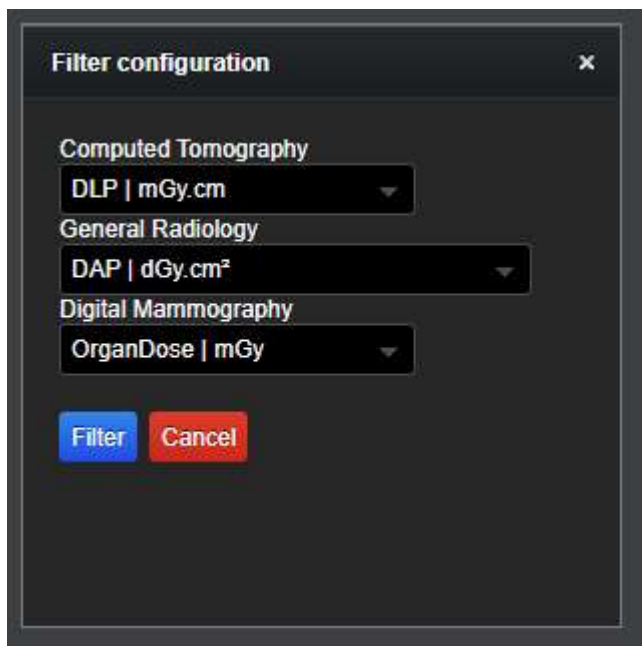 Filter configuration ×
Computed Tomography
DLP | mGy.cm
General Radiology
DAP | dGy.cm²
Digital Mammography
OrganDose | mGy
Filter Cancel